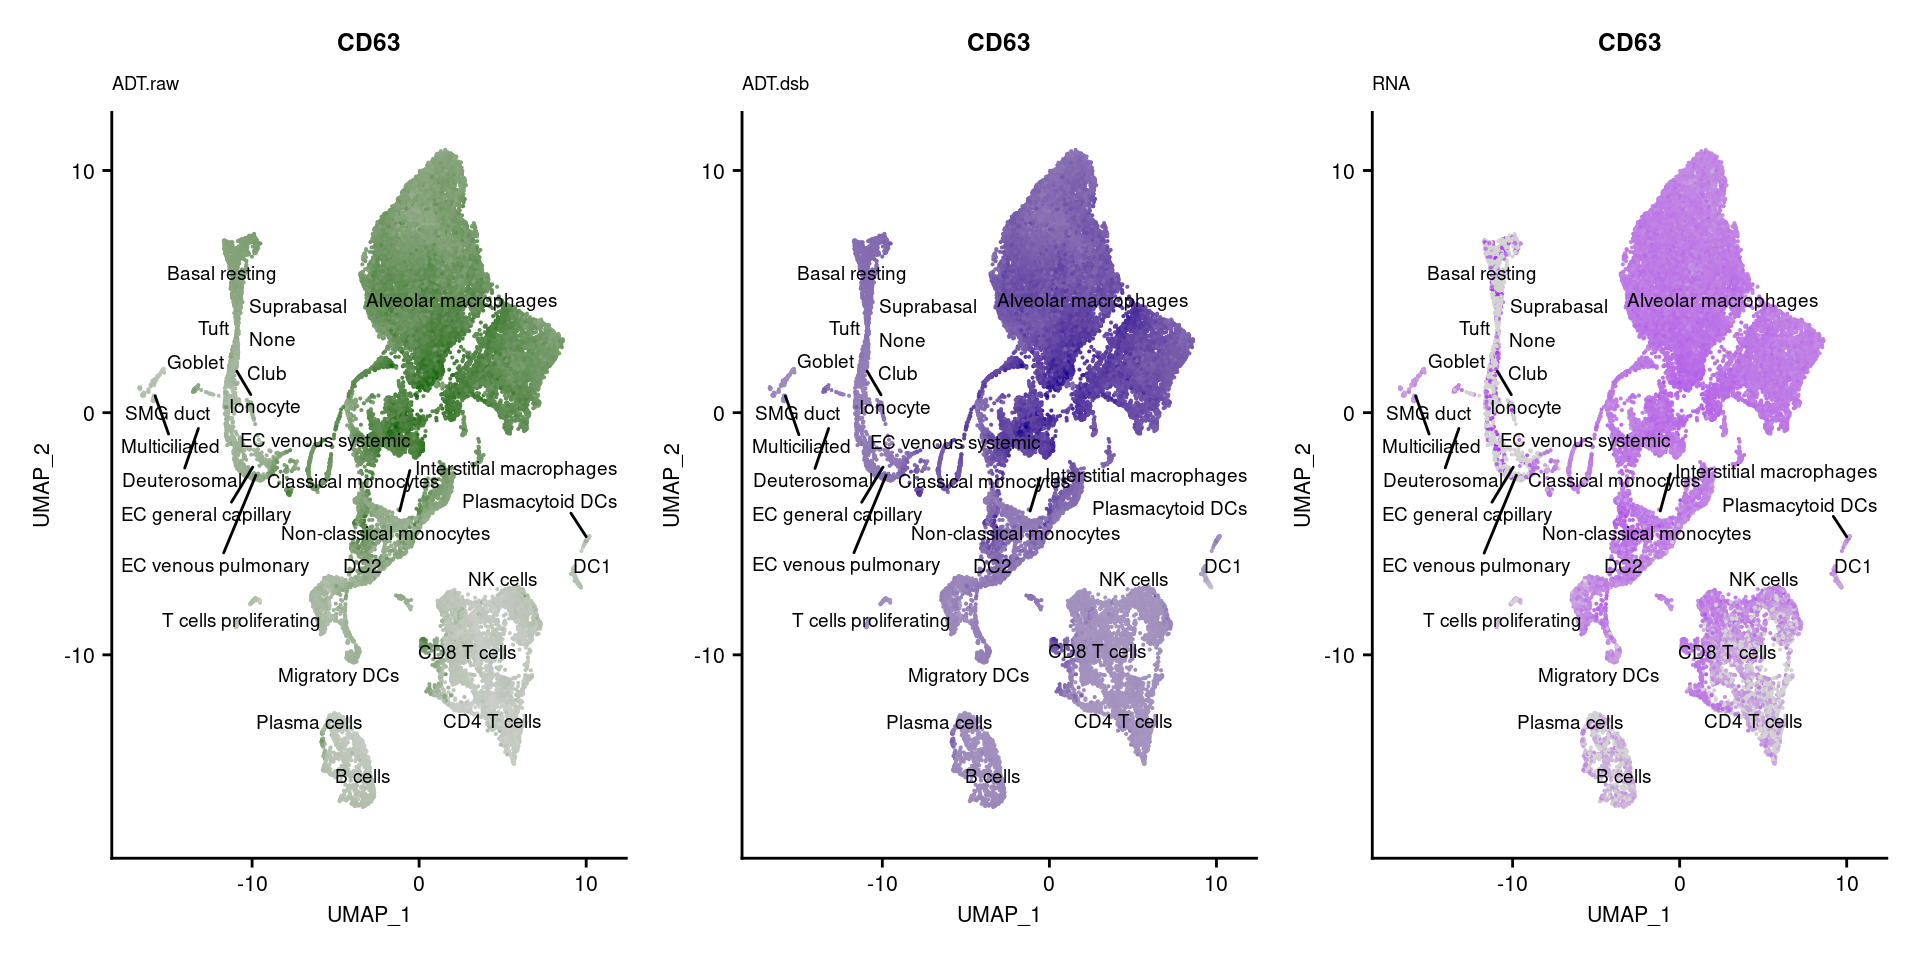 CD63
ADT.raw
10
0
-10
-10
0
10
UMAP_1
UMAP_2
Basal resting
Suprabasal
Alveolar macrophages
Tuft
None
Goblet
Club
SMG duct
Ionocyte
Multiciliated
EC venous systemic
Interstitial macrophages
Deuterosomal
Classical monocytes
Plasmacytoid DCs
EC general capillary
Non-classical monocytes
EC venous pulmonary
DC2
DC1
NK cells
T cells proliferating
CD8 T cells
Migratory DCs
Plasma cells
CD4 T cells
B cells
CD63
ADT.dsb
10
0
-10
-10
0
10
UMAP_1
UMAP_2
Basal resting
Suprabasal
Alveolar macrophages
Tuft
None
Goblet
Club
SMG duct
Ionocyte
Multiciliated
EC venous systemic
Interstitial macrophages
Deuterosomal
Classical monocytes
Plasmacytoid DCs
EC general capillary
Non-classical monocytes
EC venous pulmonary
DC2
DC1
NK cells
T cells proliferating
CD8 T cells
Migratory DCs
Plasma cells
CD4 T cells
B cells
CD63
RNA
10
0
-10
-10
0
10
UMAP_1
UMAP_2
Basal resting
Suprabasal
Alveolar macrophages
Tuft
None
Goblet
Club
SMG duct
Ionocyte
Multiciliated
EC venous systemic
Interstitial macrophages
Deuterosomal
Classical monocytes
Plasmacytoid DCs
EC general capillary
Non-classical monocytes
EC venous pulmonary
DC2
DC1
NK cells
T cells proliferating
CD8 T cells
Migratory DCs
Plasma cells
CD4 T cells
B cells